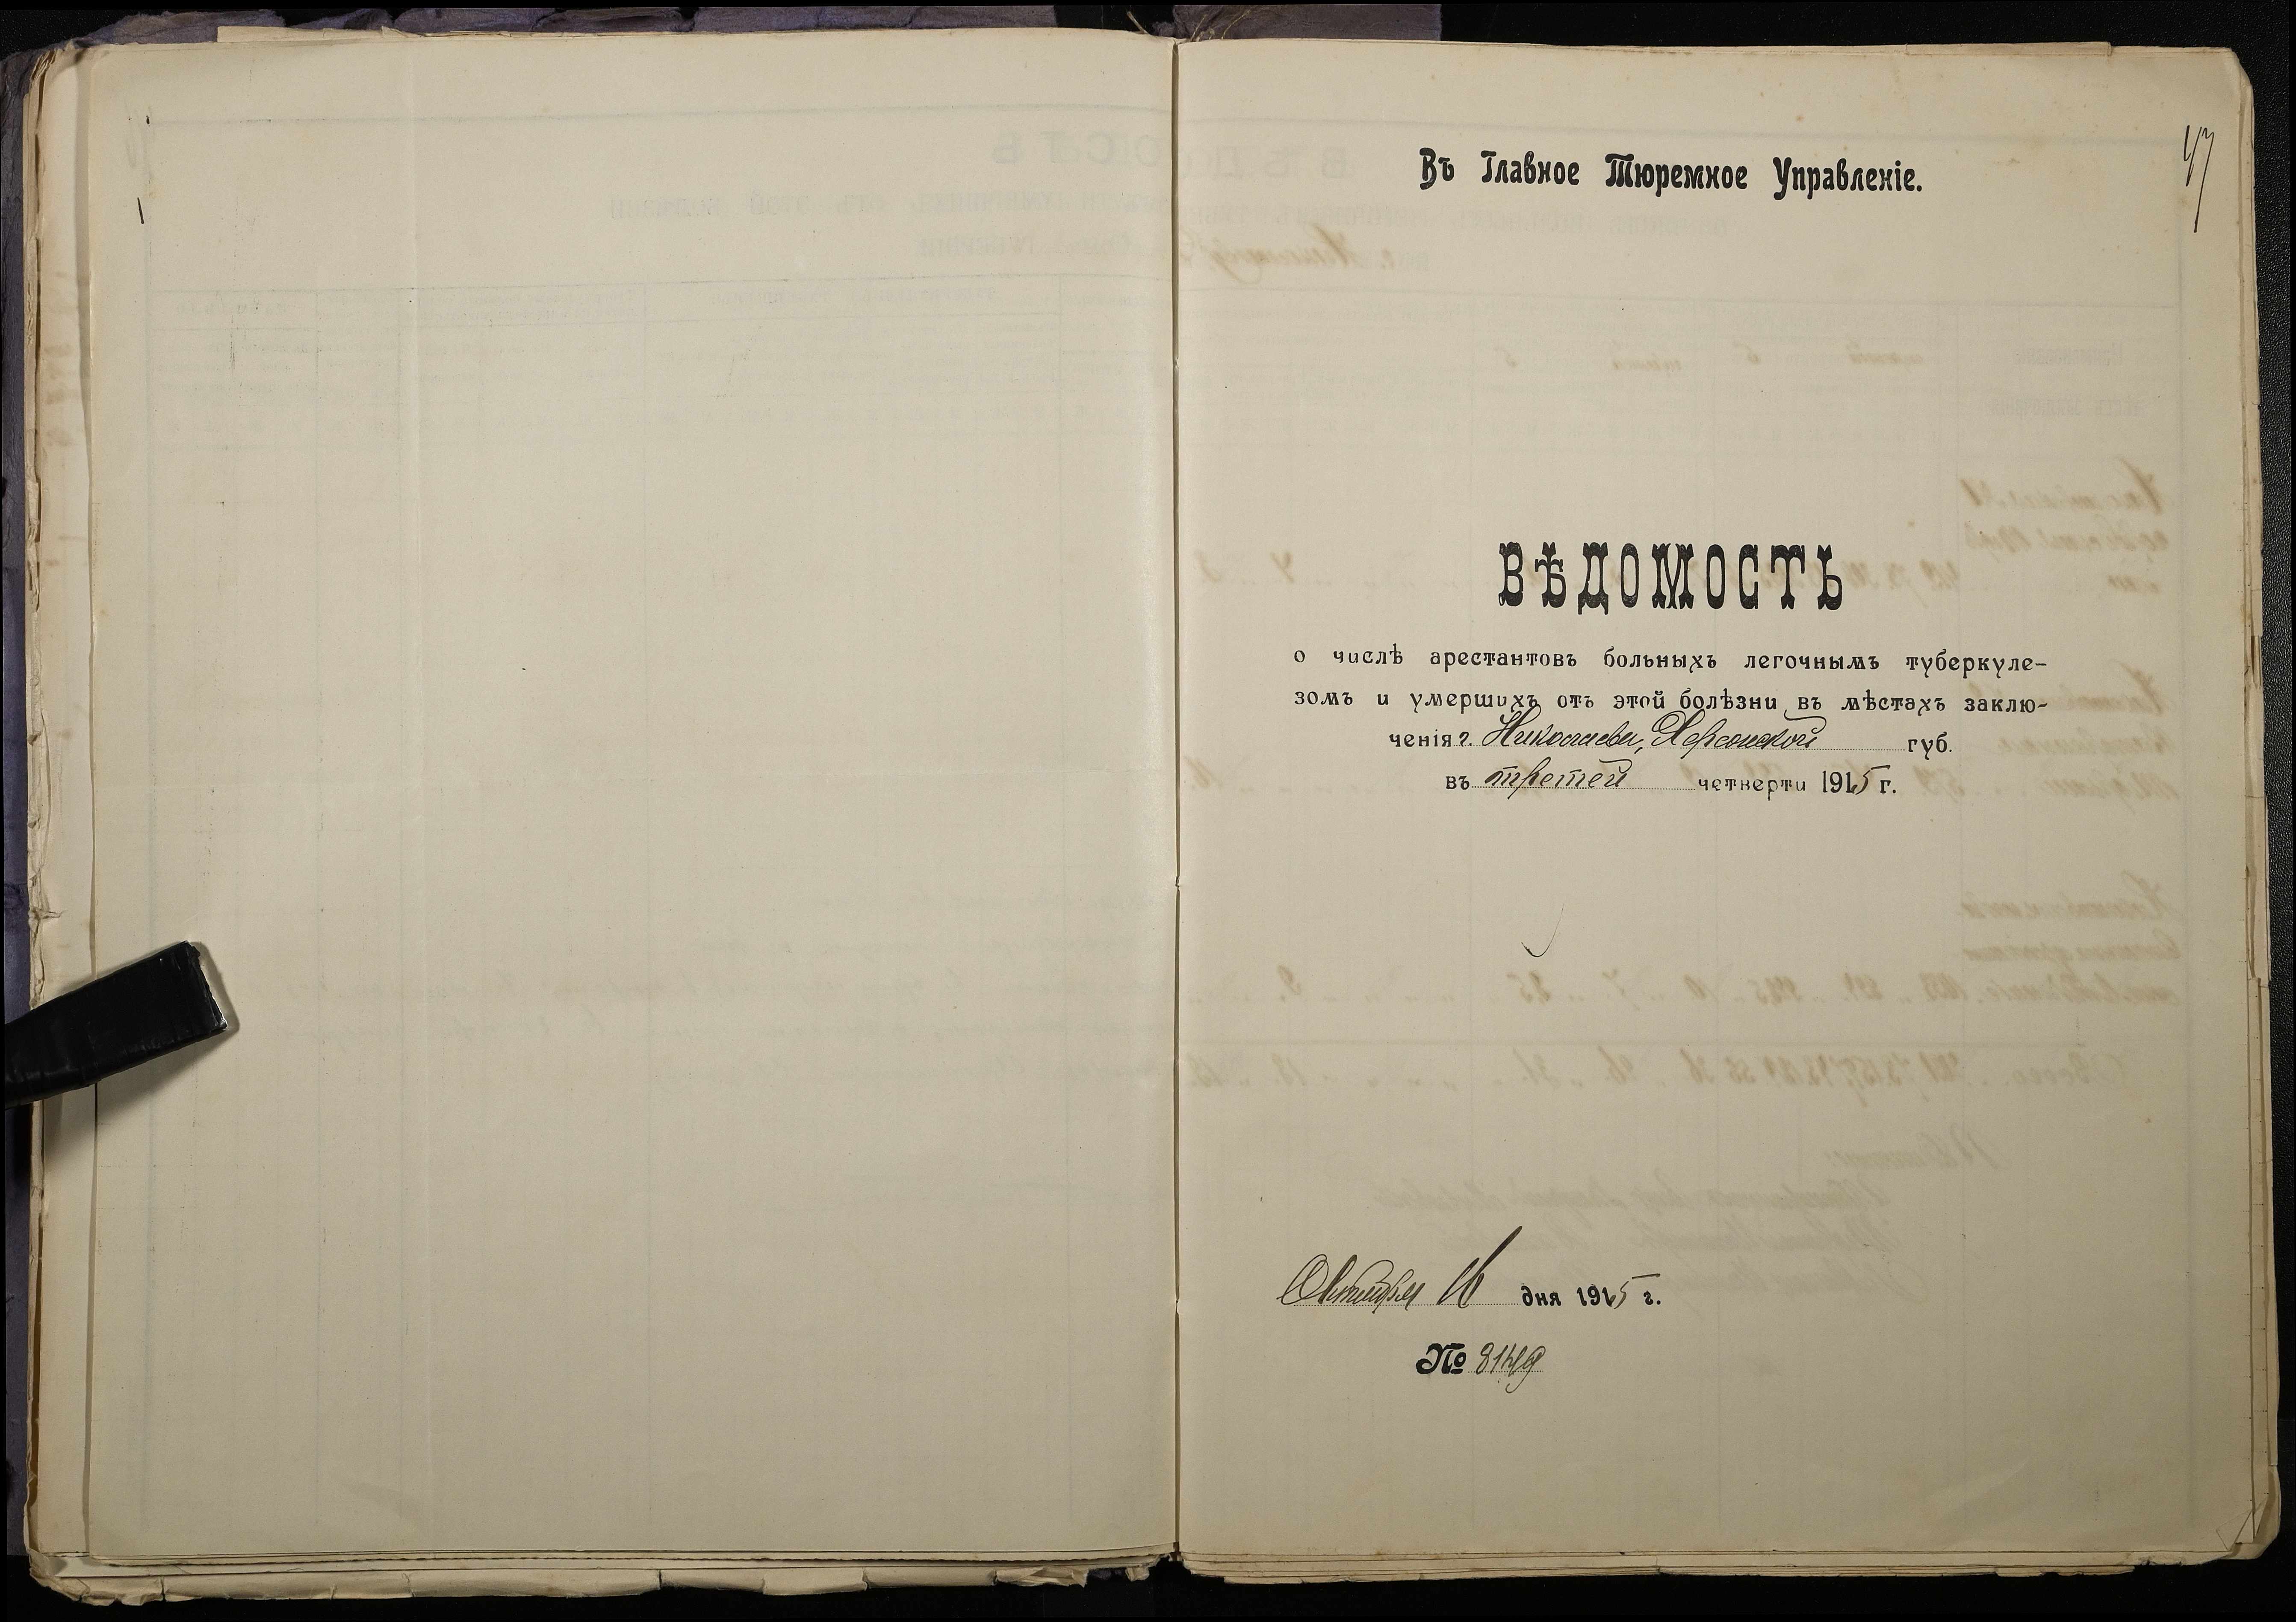 47
Въ Главное Тюремное Управленіе.
ВѢДОМОСТЬ
о числѣ арестантовъ больныхъ легочнымъ туберкуле-
зомъ и умершихъ отъ этой болѣзни въ мѣстахъ заклю-
ченія г. Николаева, Херсонской губ.
въ третей четверти 1915 г.
Октября 16 дня 1915 г.
№ 8149